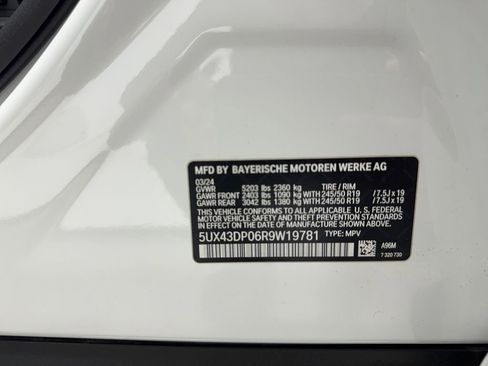 MFD BY BAYERISCHE MOTOREN WERKE AG
03/24
GVWR 5203 lbs 2360 kg TIRE / RIM
GAWR FRONT 2403 lbs 1090 kg 245/50 R19 /7.5J x 19
GAWR REAR 3042 lbs 1380 kg 245/50 R19 /7.5J x 19
THIS VEHICLE CONFORMS TO ALL APPLICABLE U.S. FEDERAL MOTOR
VEHICLE SAFETY AND THEFT PREVENTION STANDARDS
IN EFFECT ON THE DATE OF MANUFACTURE SHOWN ABOVE.
5UX43DP06R9W19781 TYPE: MPV
A96M
7 320 730